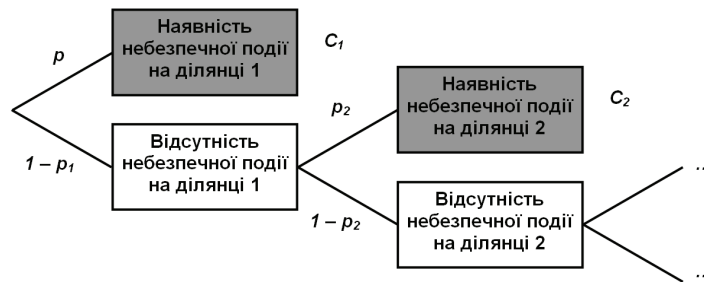 p
Наявність
небезпечної події
на ділянці 1
C1
1 – p1
Відсутність
небезпечної події
на ділянці 1
p2
Наявність
небезпечної події
на ділянці 2
C2
1 – p2
Відсутність
небезпечної події
на ділянці 2
..
..